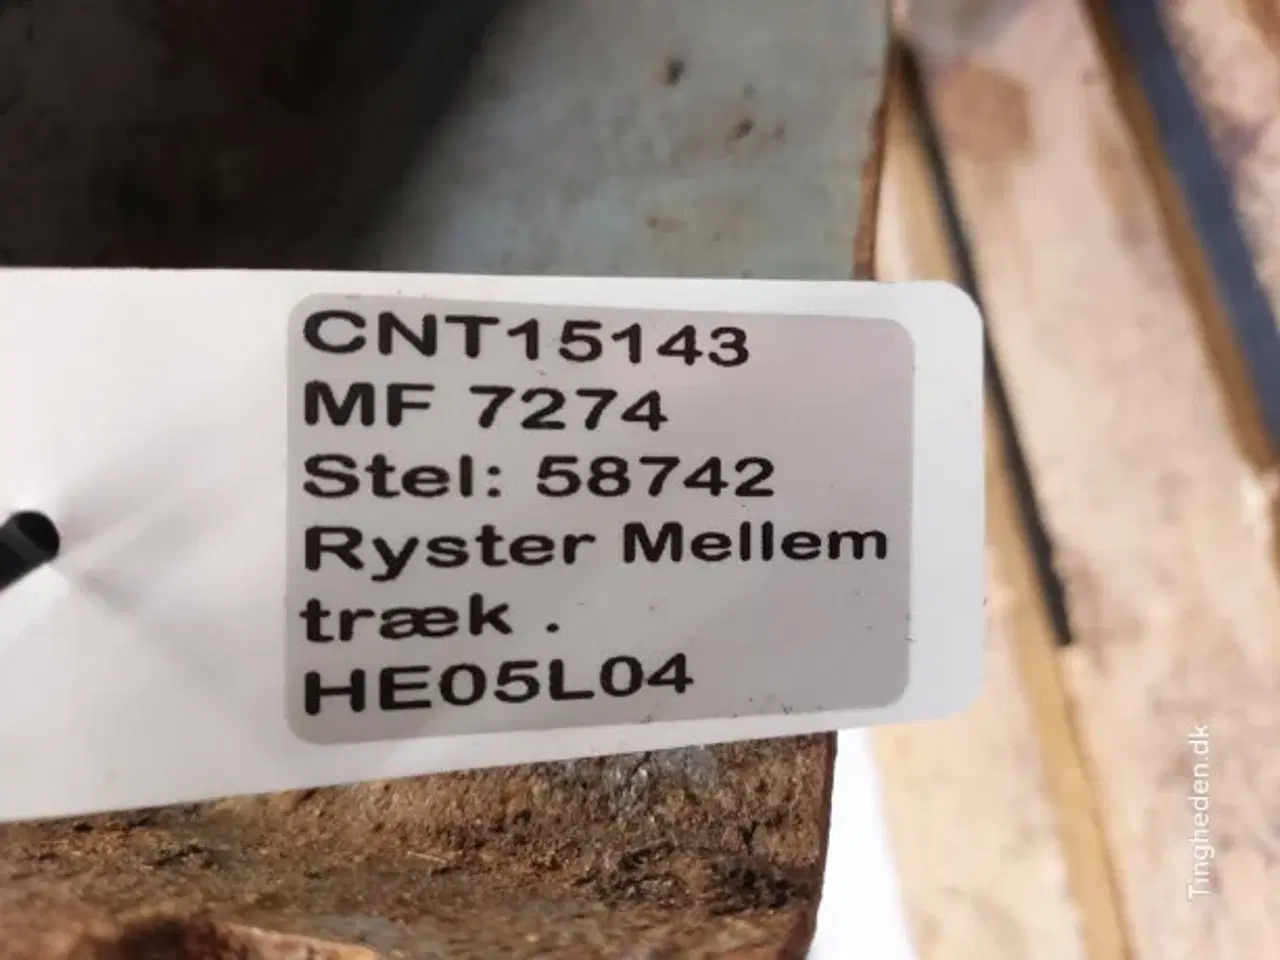 CNT15143
MF 7274
Stel: 58742
Ryster Mellem
træk .
HE05L04
Tingheden.dk